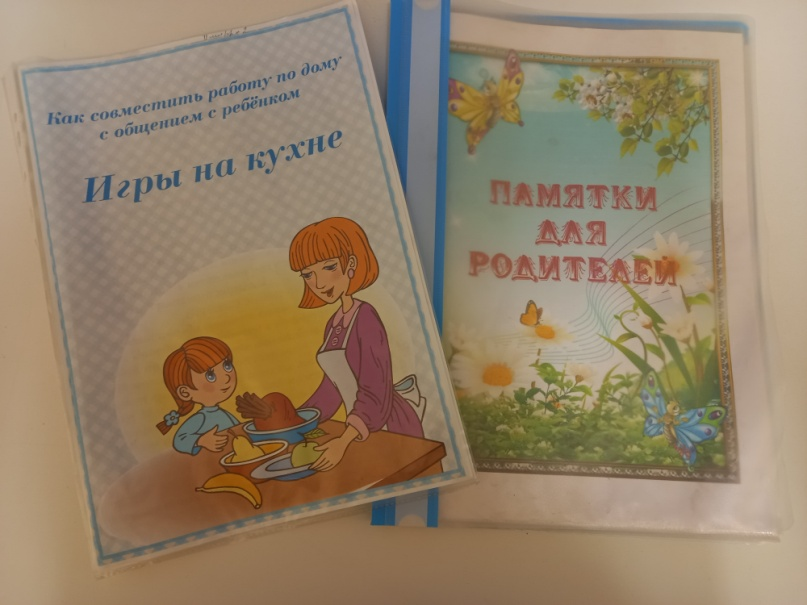 Как совместить работу по дому
с общением с ребёнком
Игры на кухне
ПАМЯТКИ
ДЛЯ
РОДИТЕЛЕЙ